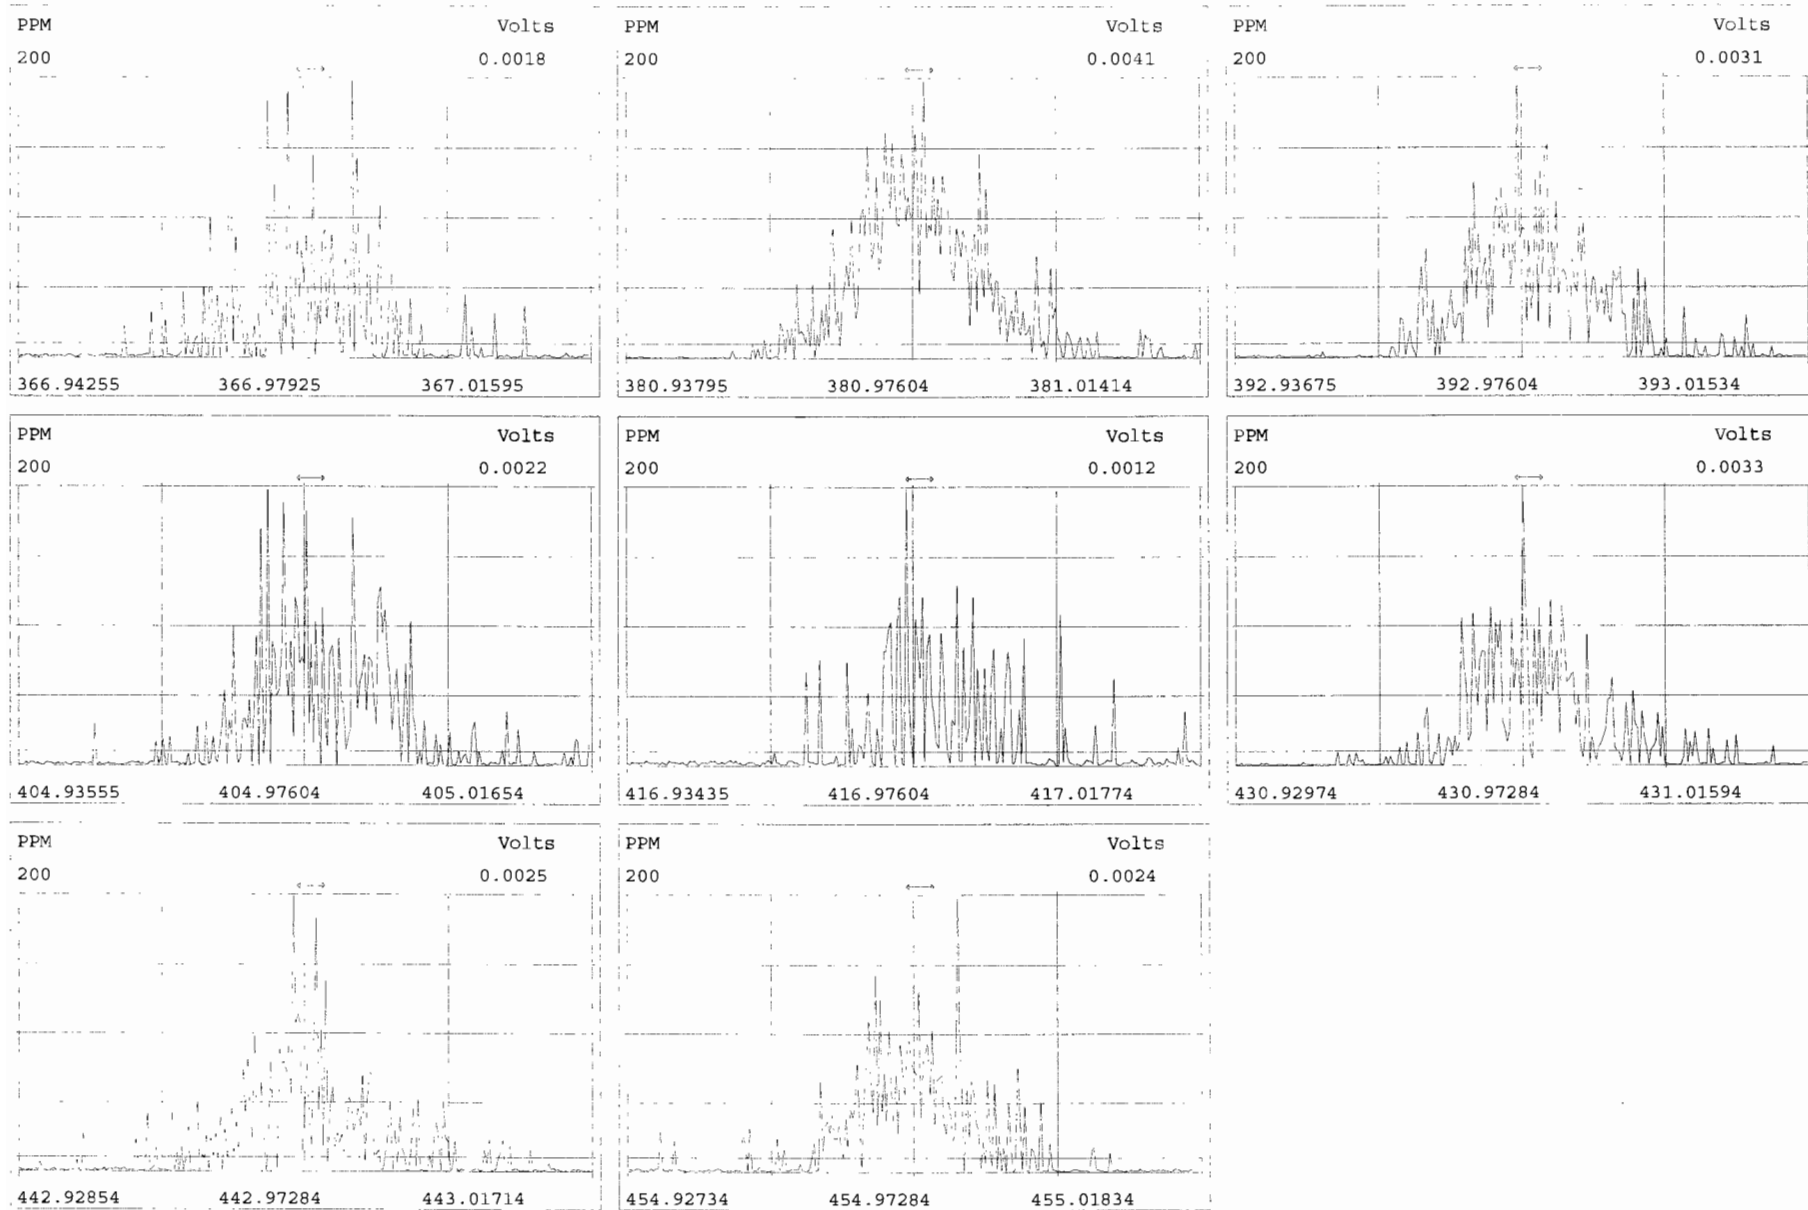 PPM Volts
200 0.0018
366.94255 366.97925 367.01595
PPM Volts
200 0.0041
380.93795 380.97604 381.01414
PPM Volts
200 0.0031
392.93675 392.97604 393.01534
PPM Volts
200 0.0022
404.93555 404.97604 405.01654
PPM Volts
200 0.0012
416.93435 416.97604 417.01774
PPM Volts
200 0.0033
430.92974 430.97284 431.01594
PPM Volts
200 0.0025
442.92854 442.97284 443.01714
PPM Volts
200 0.0024
454.92734 454.97284 455.01834